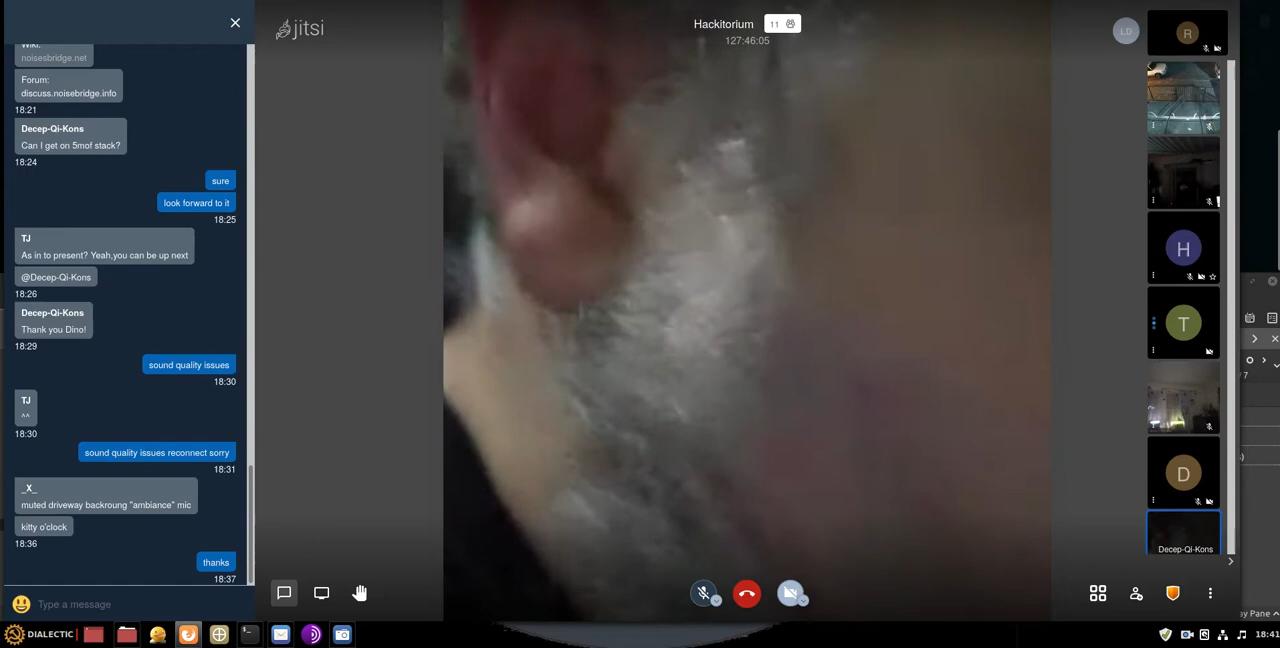 Wiki:
noisesbridge.net
Forum:
discuss.noisebridge.info
18:21
Decep-Qi-Kons
Can I get on 5mof stack?
18:24
sure
look forward to it
18:25
TJ
As in to present? Yeah,you can be up next
@Decep-Qi-Kons
18:26
Decep-Qi-Kons
Thank you Dino!
18:29
sound quality issues
18:30
TJ
^^
18:30
sound quality issues reconnect sorry
18:31
_X_
muted driveway backroung "ambiance" mic
kitty o'clock
18:36
thanks
18:37
Type a message
jitsi
Hackitorium
11
127:46:05
LD
R
H
T
D
Decep-Qi-Kons
/7
ay Pane
DIALECTIC
18:41